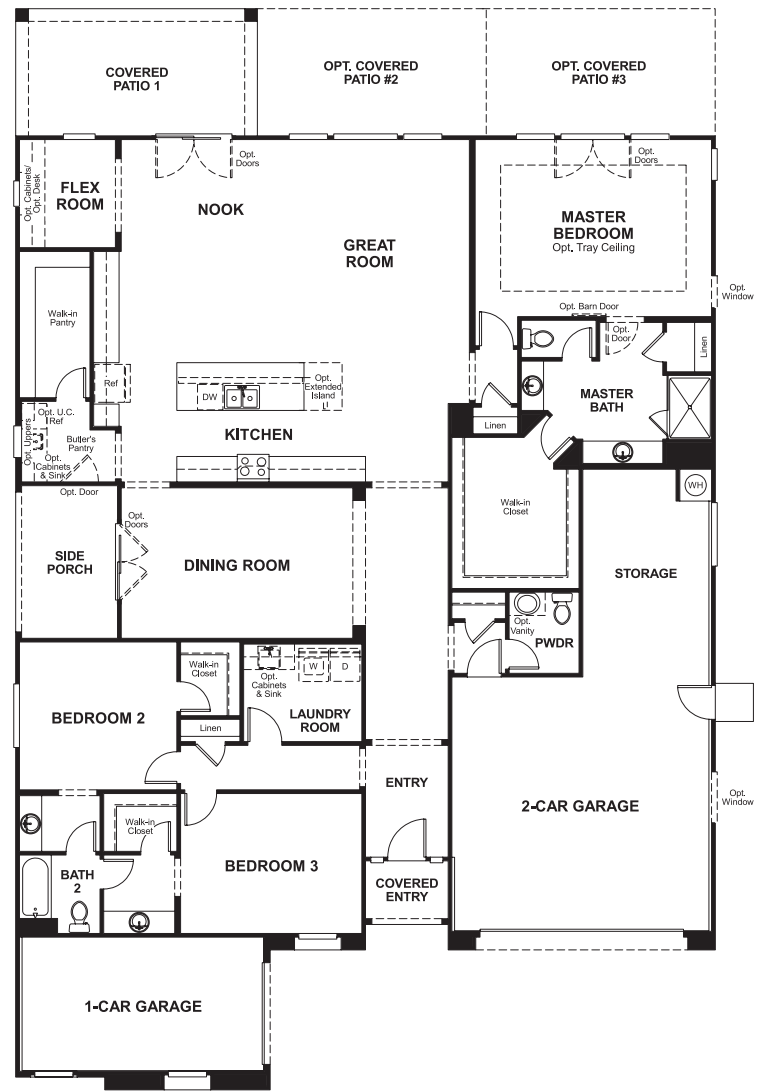 COVERED
PATIO 1
OPT. COVERED
PATIO #2
OPT. COVERED
PATIO #3
Opt. Cabinets/
Opt. Desk
FLEX
ROOM
Opt.
Doors
NOOK
GREAT
ROOM
Opt.
Doors
MASTER
BEDROOM
Opt. Tray Ceiling
Opt.
Window
Opt. Barn Door
Opt.
Door
Linen
Walk-in
Pantry
Ref
DW
Opt.
Extended
Island
MASTER
BATH
Linen
KITCHEN
Opt. Uppers
Opt. U.C.
Ref
Butler's
Pantry
Opt.
Cabinets
& Sink
Opt. Door
Opt.
Doors
Walk-in
Closet
WH
SIDE
PORCH
DINING ROOM
STORAGE
Opt.
Vanity
PWDR
Walk-in
Closet
W
D
Opt.
Cabinets
& Sink
BEDROOM 2
Linen
LAUNDRY
ROOM
ENTRY
2-CAR GARAGE
Opt.
Window
Walk-in
Closet
BATH
2
BEDROOM 3
COVERED
ENTRY
1-CAR GARAGE